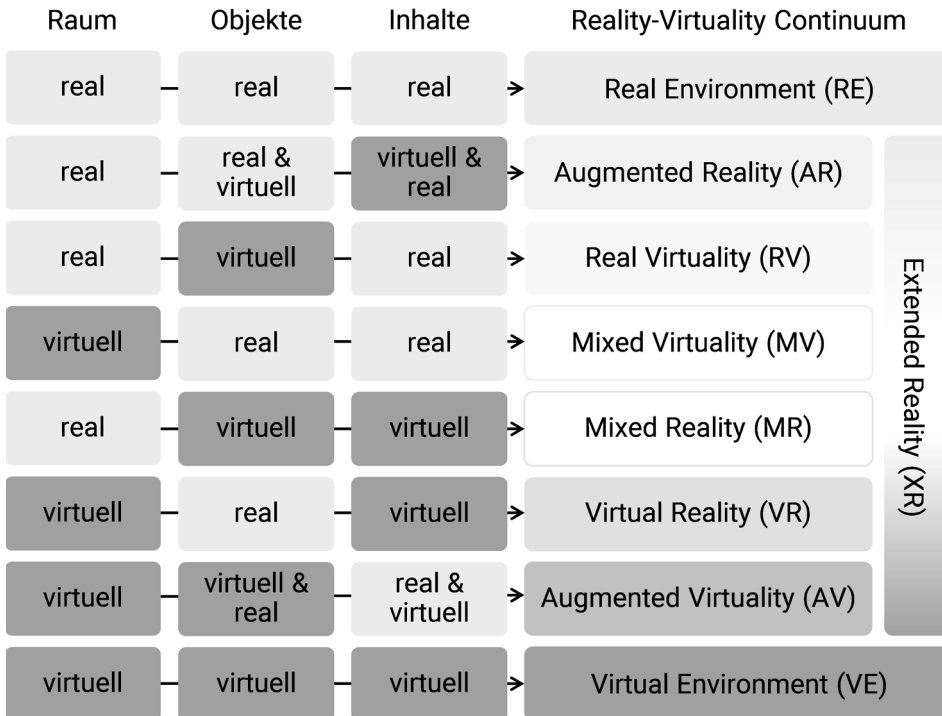 Raum Objekte Inhalte Reality-Virtuality Continuum
real real real Real Environment (RE)
real real & virtuell virtuell & real Augmented Reality (AR)
real virtuell real Real Virtuality (RV)
virtuell real real Mixed Virtuality (MV)
real virtuell virtuell Mixed Reality (MR)
virtuell real virtuell Virtual Reality (VR)
virtuell virtuell & real real & virtuell Augmented Virtuality (AV)
virtuell virtuell virtuell Virtual Environment (VE)
Extended Reality (XR)